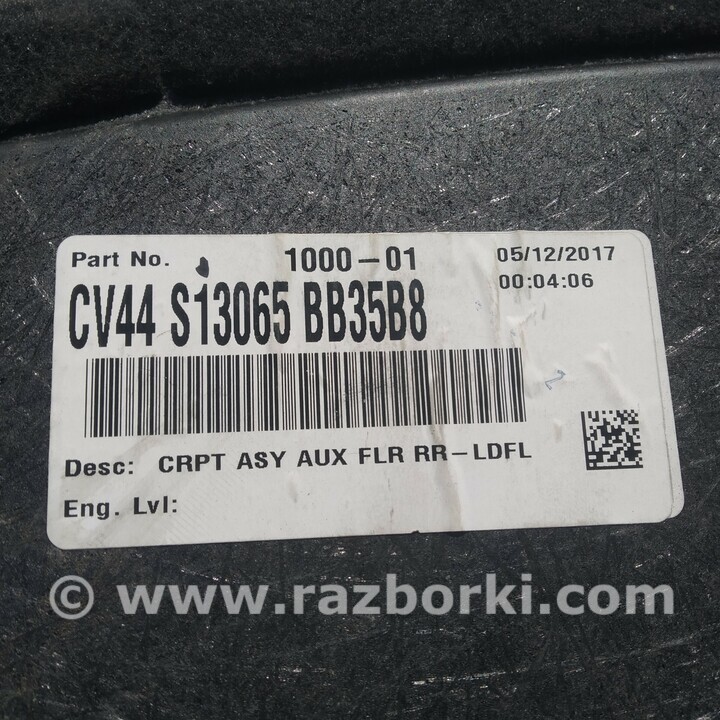 Part No. 1000-01 05/12/2017
00:04:06
CV44 S13065 BB35B8
2
Desc: CRPT ASY AUX FLR RR-LDFL
Eng. Lvl:
© www.razborki.com